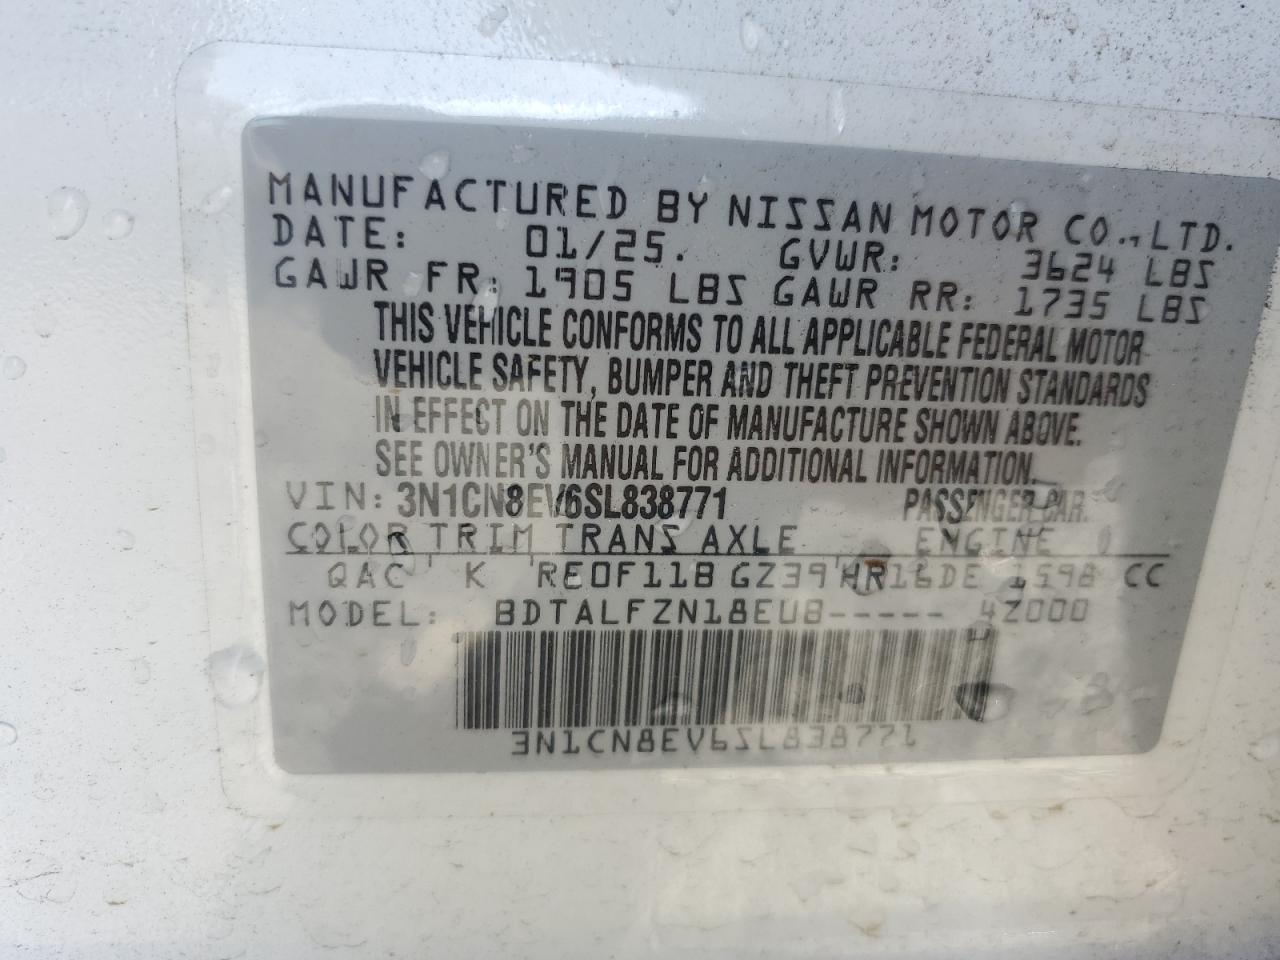 MANUFACTURED BY NISSAN MOTOR CO., LTD.
DATE: 01/25. GVWR: 3624 LBS
GAWR FR: 1905 LBS GAWR RR: 1735 LBS
THIS VEHICLE CONFORMS TO ALL APPLICABLE FEDERAL MOTOR
VEHICLE SAFETY, BUMPER AND THEFT PREVENTION STANDARDS
IN EFFECT ON THE DATE OF MANUFACTURE SHOWN ABOVE.
SEE OWNER'S MANUAL FOR ADDITIONAL INFORMATION.
VIN: 3N1CN8EV6SL838771 PASSENGER CAR.
COLOR TRIM TRANS AXLE ENGINE
QAC K RE0F11B GZ39 HR16DE 1598 CC
MODEL: BDTALFZN18EU8----- 4Z000
3N1CN8EV6SL838771